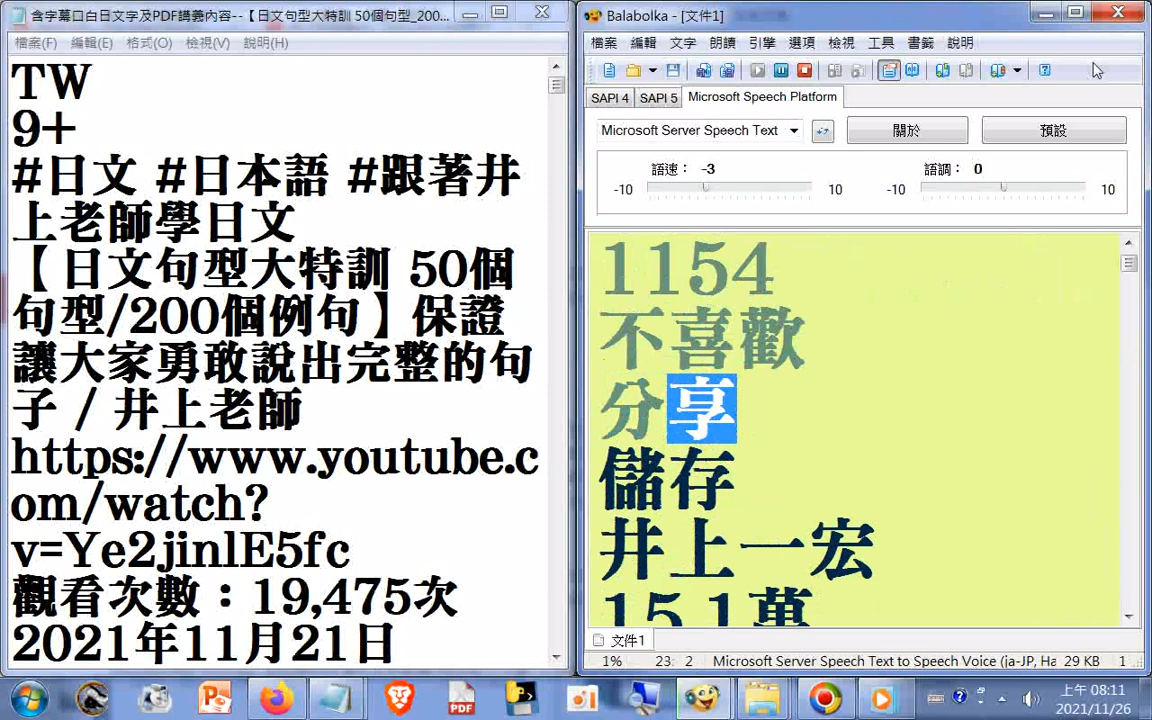 含字幕口白日文字及PDF講義內容--【日文句型大特訓 50個句型_200...
檔案(F) 編輯(E) 格式(O) 檢視(V) 說明(H)
TW
9+
#日文 #日本語 #跟著井
上老師學日文
【日文句型大特訓 50個
句型/200個例句】保證
讓大家勇敢說出完整的句
子 / 井上老師
https://www.youtube.c
om/watch?
v=Ye2jinlE5fc
觀看次數：19,475次
2021年11月21日
Balabolka - [文件1]
檔案 編輯 文字 朗讀 引擎 選項 檢視 工具 書籤 說明
SAPI 4 SAPI 5 Microsoft Speech Platform
Microsoft Server Speech Text 關於 預設
語速： -3 語調： 0
-10 10 -10 10
1154
不喜歡
分享
儲存
井上一宏
15.1萬
文件1
1% 23: 2 Microsoft Server Speech Text to Speech Voice (ja-JP, Ha 29 KB 1
PDF
上午 08:11
2021/11/26